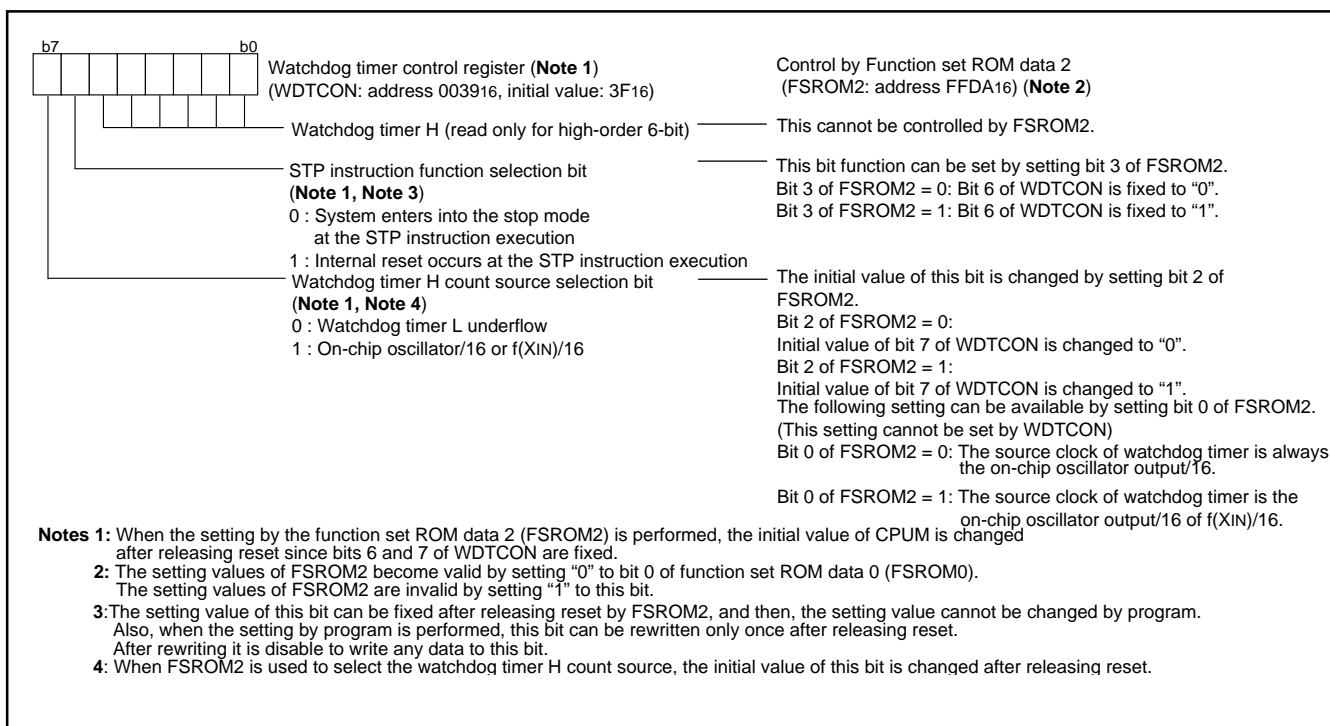 b7 b0
Watchdog timer control register (Note 1)
(WDTCON: address 003916, initial value: 3F16)
Control by Function set ROM data 2
(FSROM2: address FFDA16) (Note 2)
Watchdog timer H (read only for high-order 6-bit)
This cannot be controlled by FSROM2.
STP instruction function selection bit
(Note 1, Note 3)
0 : System enters into the stop mode
at the STP instruction execution
1 : Internal reset occurs at the STP instruction execution
This bit function can be set by setting bit 3 of FSROM2.
Bit 3 of FSROM2 = 0: Bit 6 of WDTCON is fixed to “0”.
Bit 3 of FSROM2 = 1: Bit 6 of WDTCON is fixed to “1”.
Watchdog timer H count source selection bit
(Note 1, Note 4)
0 : Watchdog timer L underflow
1 : On-chip oscillator/16 or f(XIN)/16
The initial value of this bit is changed by setting bit 2 of
FSROM2.
Bit 2 of FSROM2 = 0:
Initial value of bit 7 of WDTCON is changed to “0”.
Bit 2 of FSROM2 = 1:
Initial value of bit 7 of WDTCON is changed to “1”.
The following setting can be available by setting bit 0 of FSROM2.
(This setting cannot be set by WDTCON)
Bit 0 of FSROM2 = 0: The source clock of watchdog timer is always
the on-chip oscillator output/16.
Bit 0 of FSROM2 = 1: The source clock of watchdog timer is the
on-chip oscillator output/16 of f(XIN)/16.
Notes 1: When the setting by the function set ROM data 2 (FSROM2) is performed, the initial value of CPUM is changed
after releasing reset since bits 6 and 7 of WDTCON are fixed.
2: The setting values of FSROM2 become valid by setting “0” to bit 0 of function set ROM data 0 (FSROM0).
The setting values of FSROM2 are invalid by setting “1” to this bit.
3:The setting value of this bit can be fixed after releasing reset by FSROM2, and then, the setting value cannot be changed by program.
Also, when the setting by program is performed, this bit can be rewritten only once after releasing reset.
After rewriting it is disable to write any data to this bit.
4: When FSROM2 is used to select the watchdog timer H count source, the initial value of this bit is changed after releasing reset.